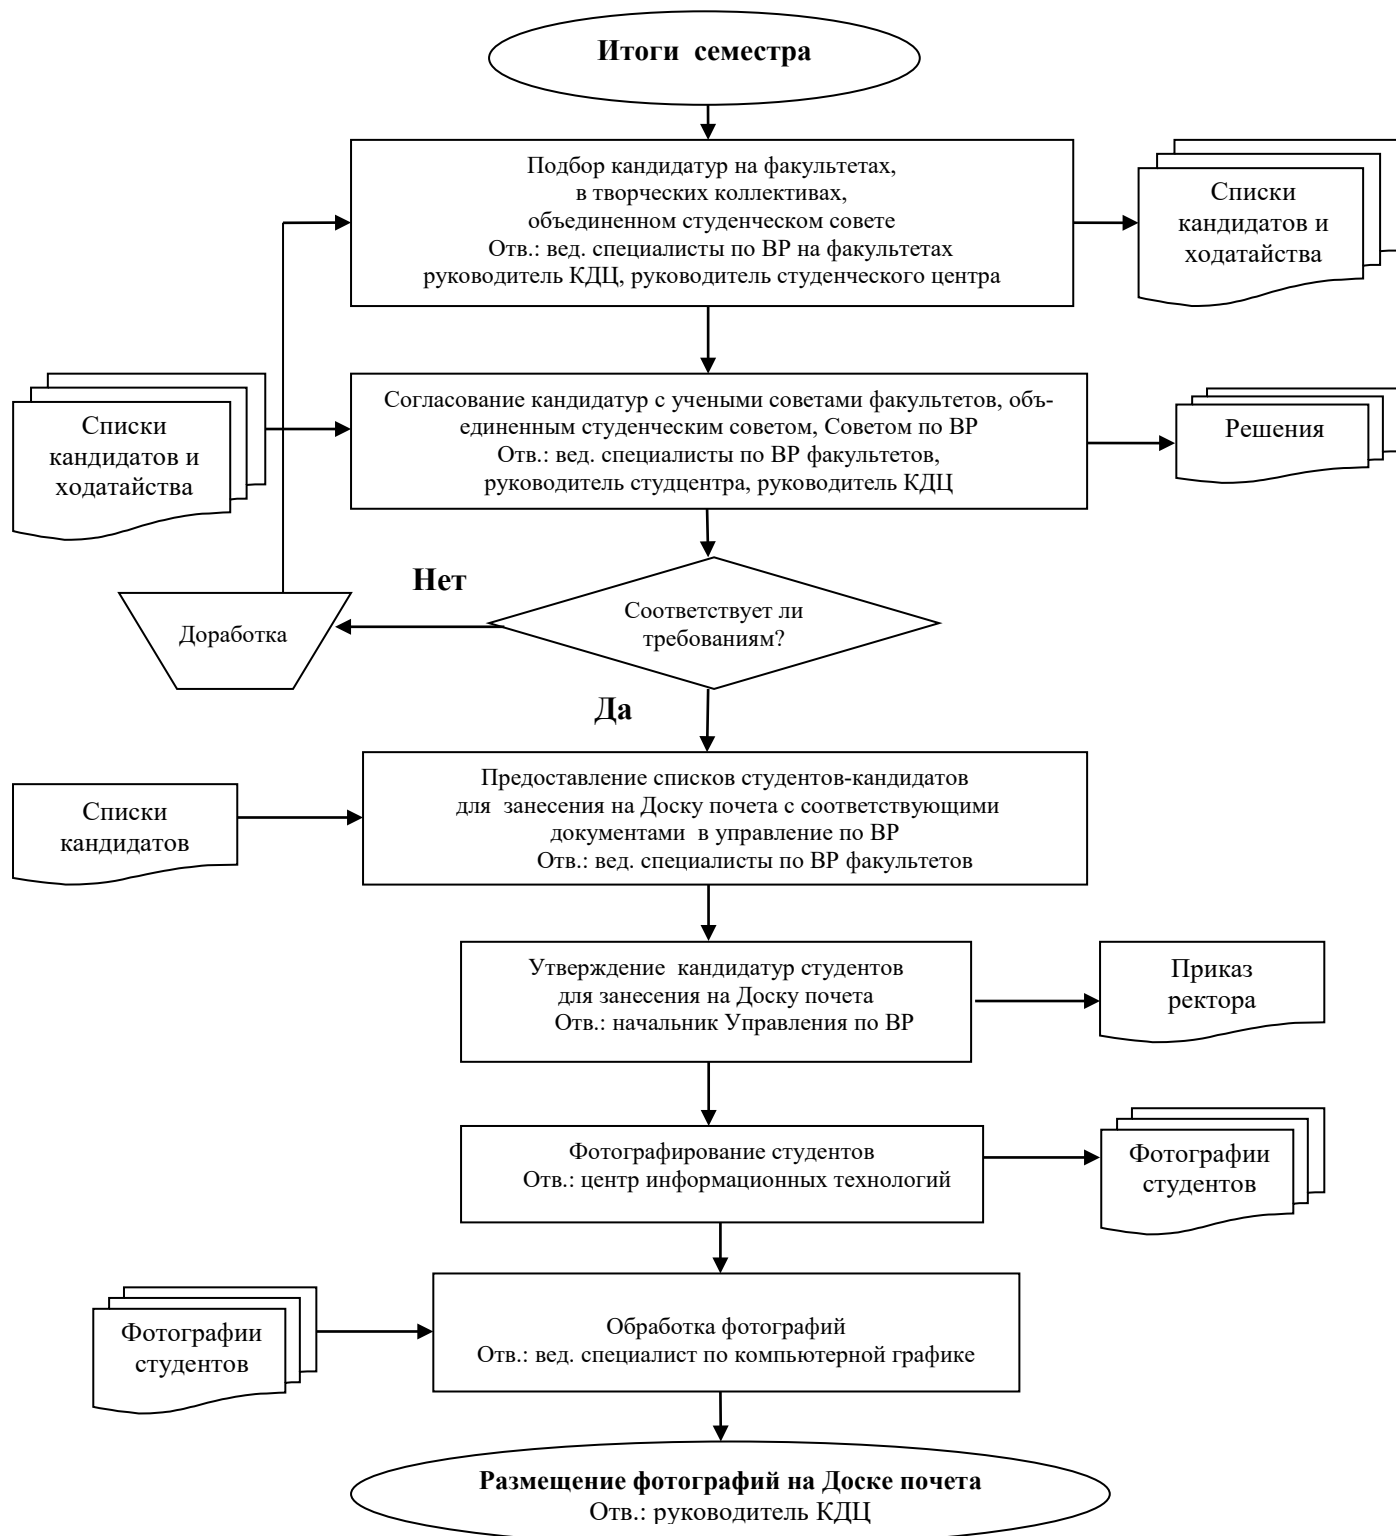 Итоги семестра
Подбор кандидатур на факультетах,
в творческих коллективах,
объединенном студенческом совете
Отв.: вед. специалисты по ВР на факультетах
руководитель КДЦ, руководитель студенческого центра
Списки
кандидатов и
ходатайства
Списки
кандидатов и
ходатайства
Согласование кандидатур с учеными советами факультетов, объ-
единенным студенческим советом, Советом по ВР
Отв.: вед. специалисты по ВР факультетов,
руководитель студцентра, руководитель КДЦ
Решения
Нет
Доработка
Соответствует ли
требованиям?
Да
Списки
кандидатов
Предоставление списков студентов-кандидатов
для занесения на Доску почета с соответствующими
документами в управление по ВР
Отв.: вед. специалисты по ВР факультетов
Утверждение кандидатур студентов
для занесения на Доску почета
Отв.: начальник Управления по ВР
Приказ
ректора
Фотографирование студентов
Отв.: центр информационных технологий
Фотографии
студентов
Фотографии
студентов
Обработка фотографий
Отв.: вед. специалист по компьютерной графике
Размещение фотографий на Доске почета
Отв.: руководитель КДЦ